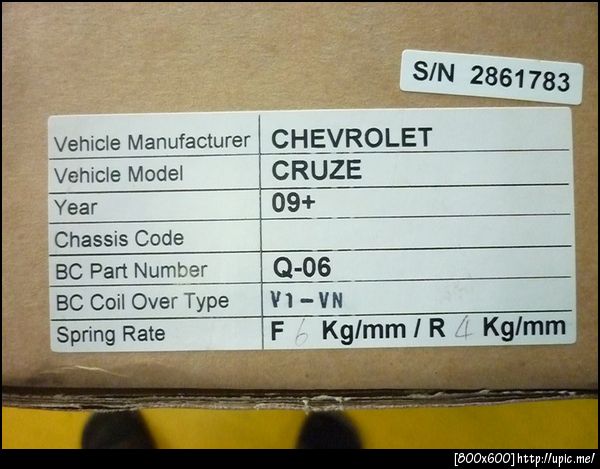 S/N 2861783
Vehicle Manufacturer CHEVROLET
Vehicle Model CRUZE
Year 09+
Chassis Code
BC Part Number Q-06
BC Coil Over Type V1-VN
Spring Rate F 6 Kg/mm / R 4 Kg/mm
[800x600]http://upic.me/